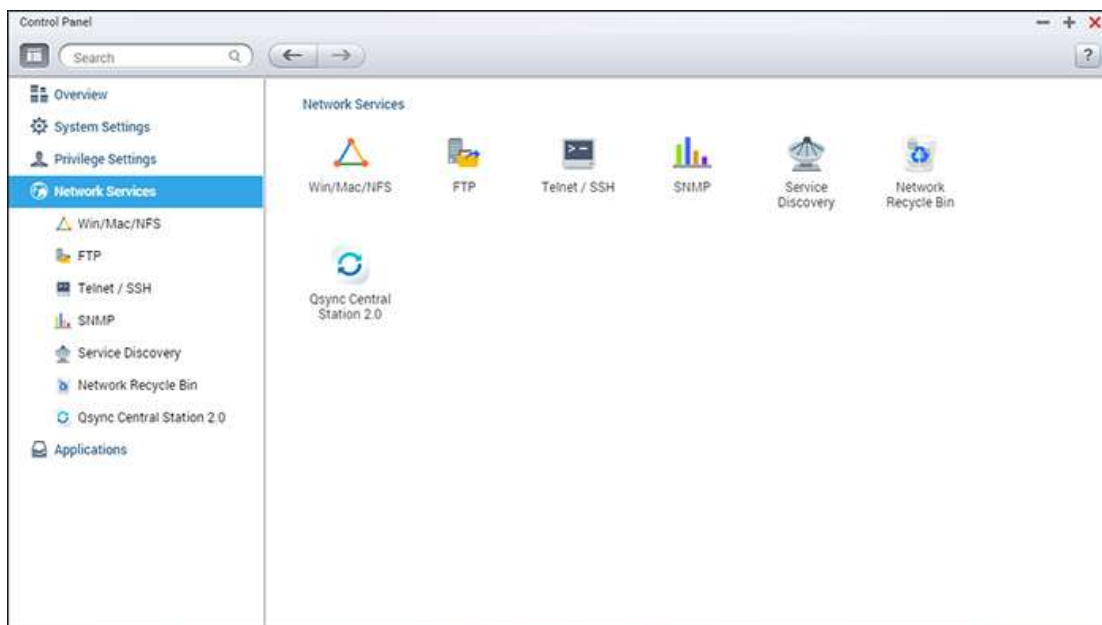 Control Panel
Search
?
Overview
System Settings
Privilege Settings
Network Services
Win/Mac/NFS
FTP
Telnet / SSH
SNMP
Service Discovery
Network Recycle Bin
Qsync Central Station 2.0
Applications
Network Services
Win/Mac/NFS
FTP
Telnet / SSH
SNMP
Service
Discovery
Network
Recycle Bin
Qsync Central
Station 2.0